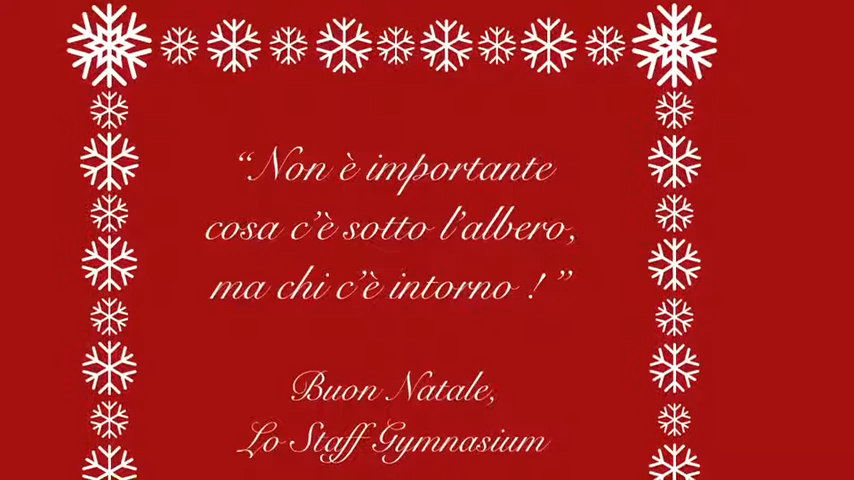 “Non è importante
cosa c’è sotto l’albero,
ma chi c’è intorno ! ”
Buon Natale,
Lo Staff Gymnasium